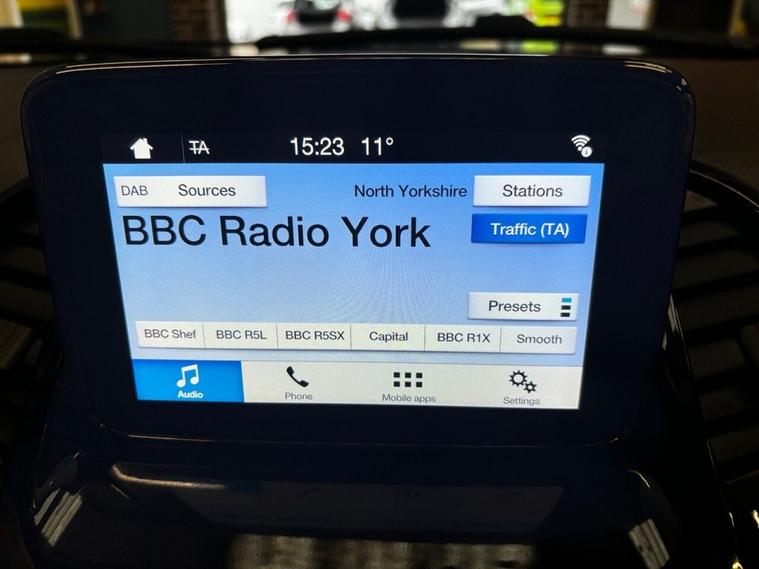 TA 15:23 11°
DAB Sources North Yorkshire Stations
BBC Radio York
Traffic (TA)
Presets
BBC Shef BBC R5L BBC R5SX Capital BBC R1X Smooth
Audio Phone Mobile apps Settings